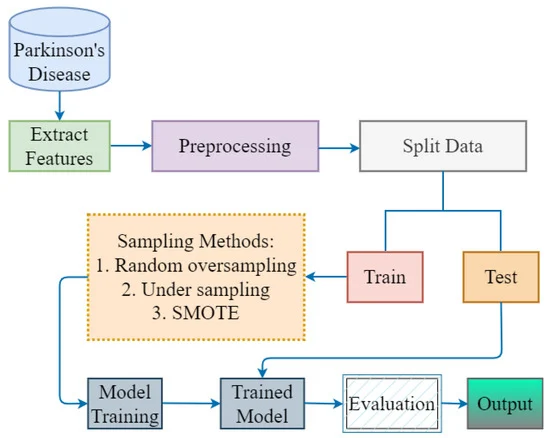 Parkinson's
Disease
Extract
Features
Preprocessing
Split Data
Sampling Methods:
1. Random oversampling
2. Under sampling
3. SMOTE
Train
Test
Model
Training
Trained
Model
Evaluation
Output